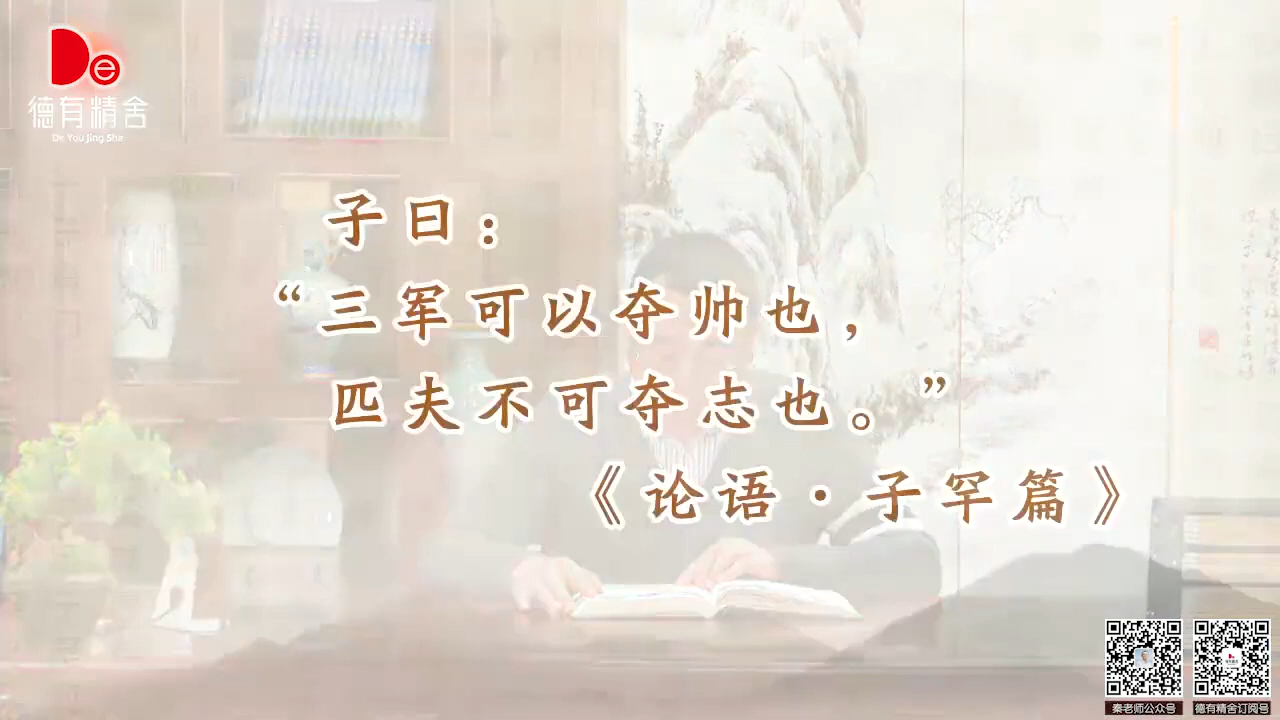 De
德有精舍
De You Jing She
子曰：
“三军可以夺帅也，
匹夫不可夺志也。”
《论语·子罕篇》
秦老师公众号
德有精舍订阅号